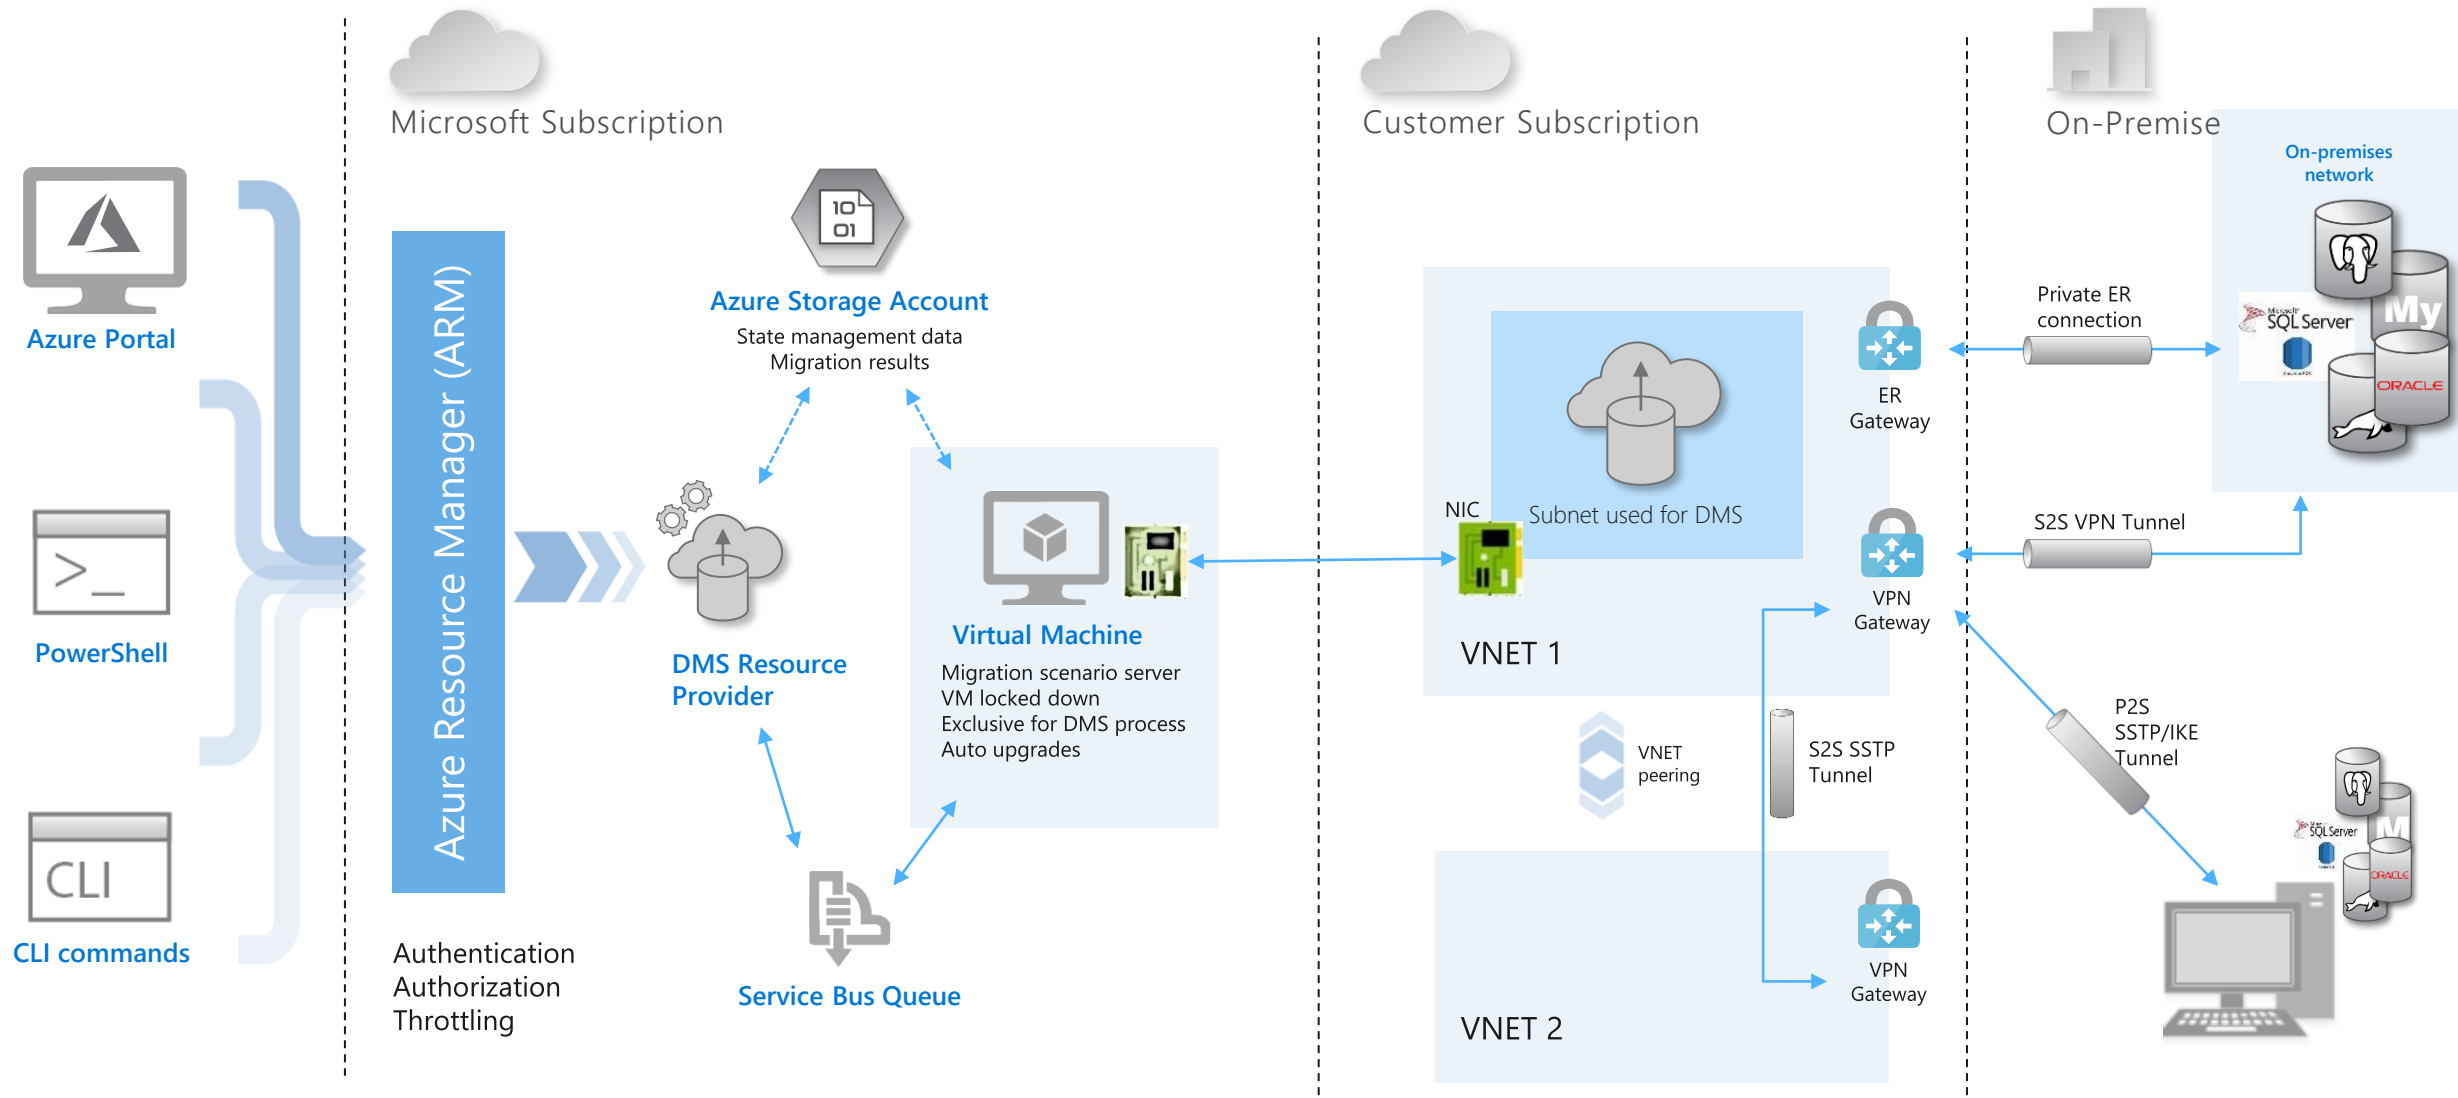 Microsoft Subscription
Customer Subscription
On-Premise
Azure Portal
PowerShell
>_
CLI
CLI commands
Azure Resource Manager (ARM)
Authentication
Authorization
Throttling
10
01
Azure Storage Account
State management data
Migration results
DMS Resource
Provider
Service Bus Queue
Virtual Machine
Migration scenario server
VM locked down
Exclusive for DMS process
Auto upgrades
NIC
Subnet used for DMS
VNET 1
ER
Gateway
VPN
Gateway
VNET
peering
S2S SSTP
Tunnel
VNET 2
VPN
Gateway
Private ER
connection
S2S VPN Tunnel
P2S
SSTP/IKE
Tunnel
On-premises
network
Microsoft
SQL Server
My
ORACLE
SQL Server
M
ORACLE